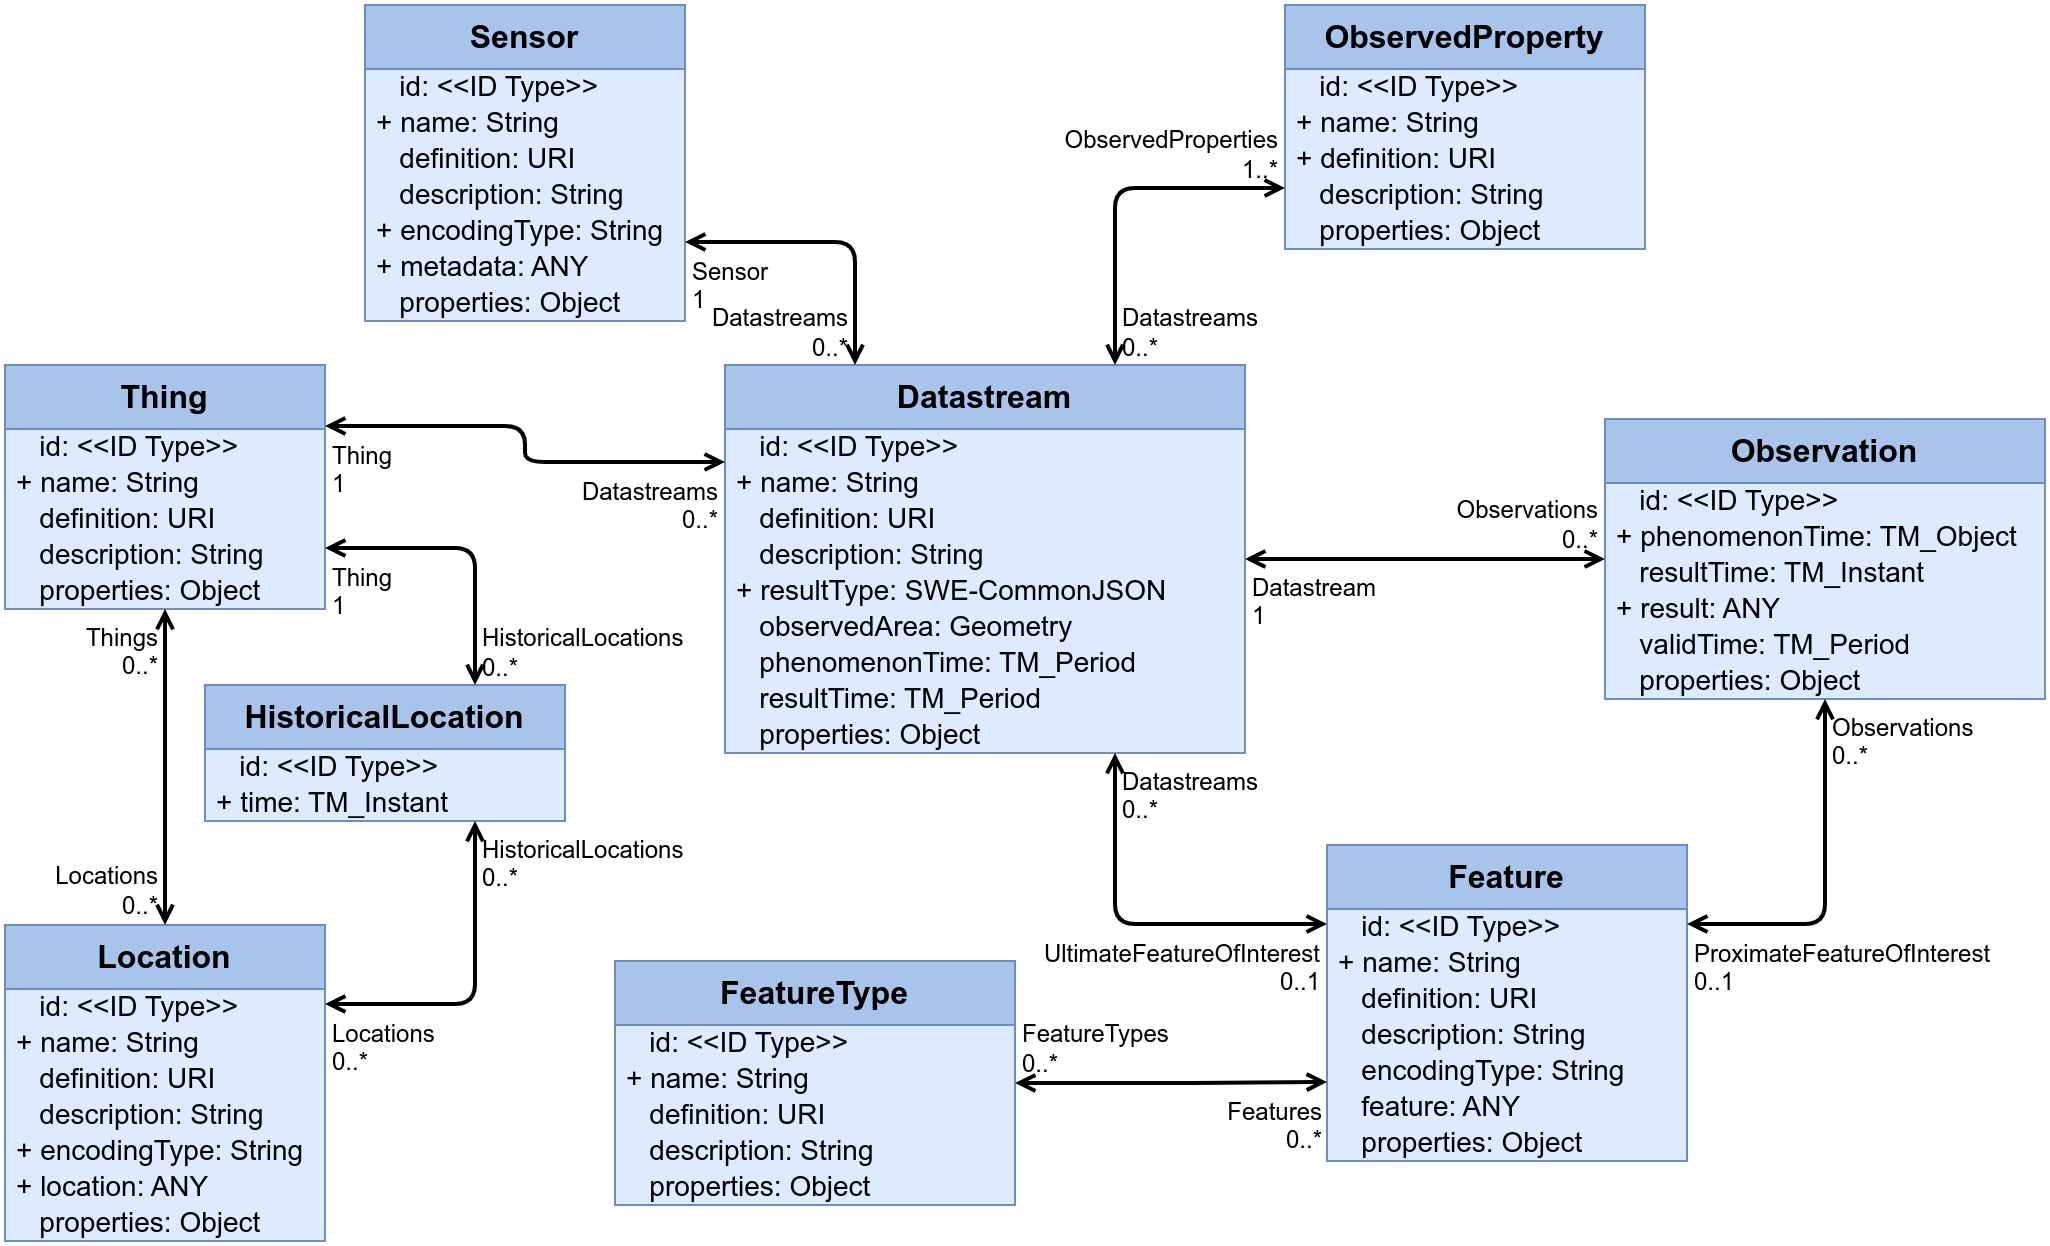 Sensor
id: <<ID Type>>
+ name: String
definition: URI
description: String
+ encodingType: String
+ metadata: ANY
properties: Object
ObservedProperty
id: <<ID Type>>
+ name: String
+ definition: URI
description: String
properties: Object
ObservedProperties
1..*
Sensor
1
Datastreams
0..*
Datastreams
0..*
Thing
id: <<ID Type>>
+ name: String
definition: URI
description: String
properties: Object
Thing
1
Datastreams
0..*
Thing
1
HistoricalLocations
0..*
Things
0..*
Datastream
id: <<ID Type>>
+ name: String
definition: URI
description: String
+ resultType: SWE-CommonJSON
observedArea: Geometry
phenomenonTime: TM_Period
resultTime: TM_Period
properties: Object
Observations
0..*
Datastream
1
Observation
id: <<ID Type>>
+ phenomenonTime: TM_Object
resultTime: TM_Instant
+ result: ANY
validTime: TM_Period
properties: Object
Observations
0..*
HistoricalLocation
id: <<ID Type>>
+ time: TM_Instant
HistoricalLocations
0..*
Locations
0..*
Datastreams
0..*
Location
id: <<ID Type>>
+ name: String
definition: URI
description: String
+ encodingType: String
+ location: ANY
properties: Object
Locations
0..*
FeatureType
id: <<ID Type>>
+ name: String
definition: URI
description: String
properties: Object
UltimateFeatureOfInterest
0..1
FeatureTypes
0..*
Features
0..*
Feature
id: <<ID Type>>
+ name: String
definition: URI
description: String
encodingType: String
feature: ANY
properties: Object
ProximateFeatureOfInterest
0..1